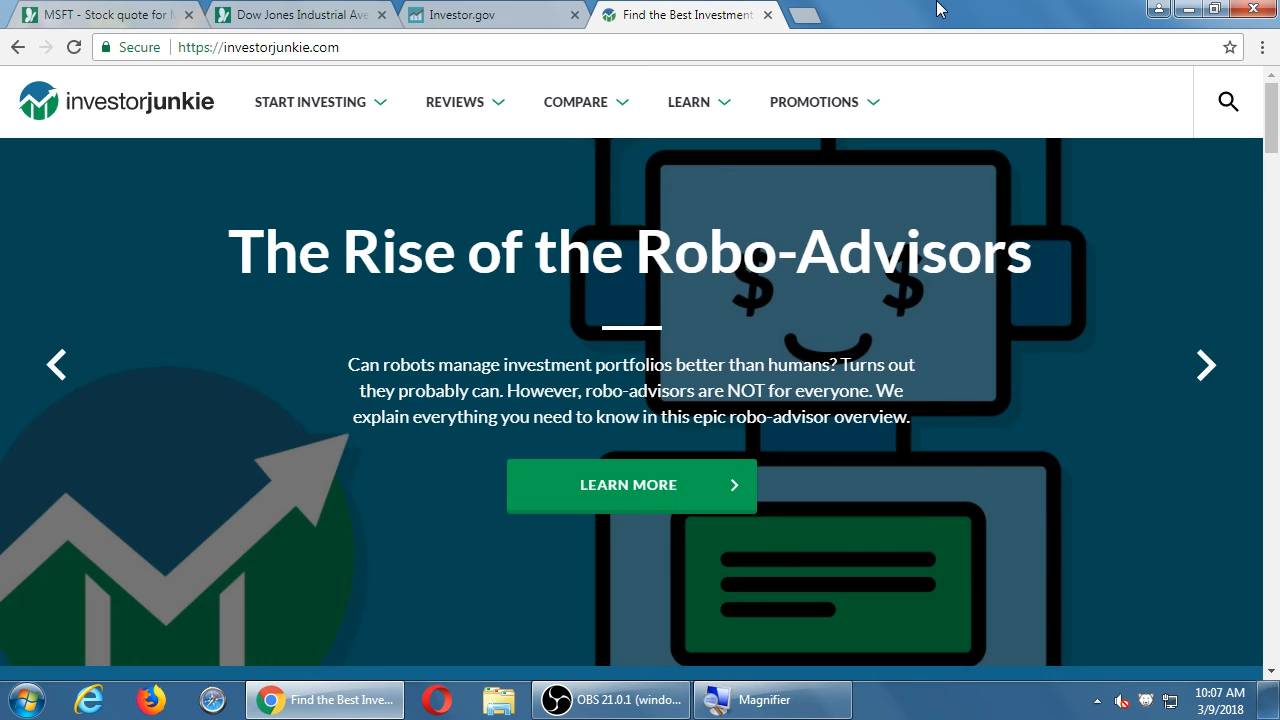 MSFT - Stock quote for M
Dow Jones Industrial Ave
Investor.gov
Find the Best Investment
Secure
https://investorjunkie.com
investorjunkie
START INVESTING
REVIEWS
COMPARE
LEARN
PROMOTIONS
The Rise of the Robo-Advisors
$ $
Can robots manage investment portfolios better than humans? Turns out
they probably can. However, robo-advisors are NOT for everyone. We
explain everything you need to know in this epic robo-advisor overview.
LEARN MORE
Find the Best Inve...
OBS 21.0.1 (windo...
Magnifier
10:07 AM
3/9/2018